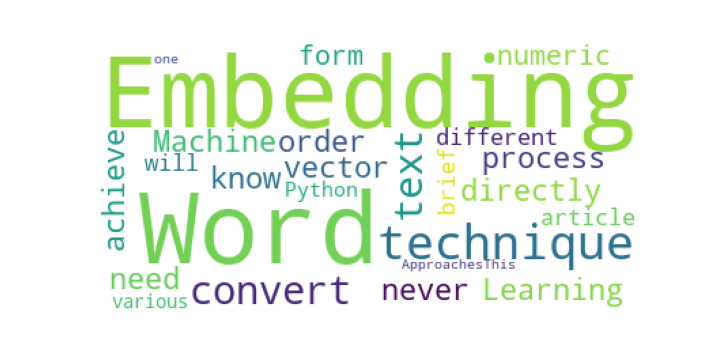 one
form
numeric
Embedding
achieve
Machine
order
text
different
will
know
vector
brief
process
Python
directly
Word
article
technique
ApproachesThis
need
various
convert
never
Learning